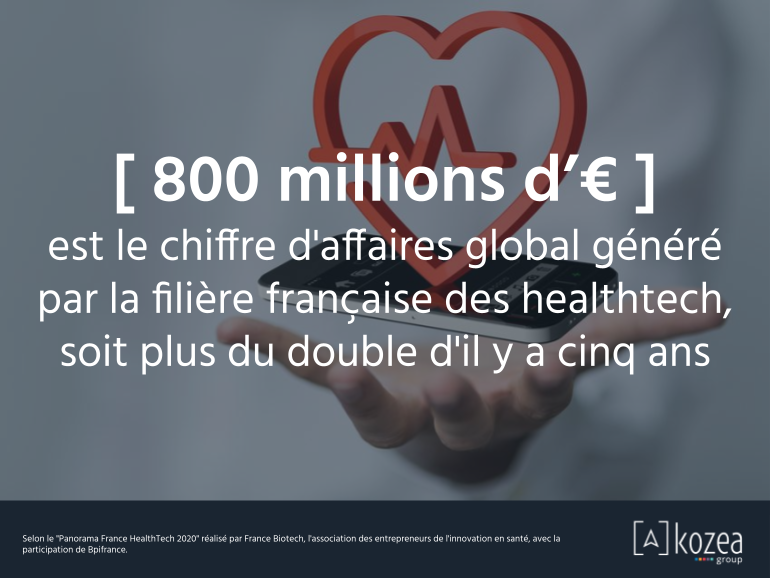 [ 800 millions d’€ ]
est le chiffre d'affaires global généré
par la filière française des healthtech,
soit plus du double d'il y a cinq ans
Selon le "Panorama France HealthTech 2020" réalisé par France Biotech, l'association des entrepreneurs de l'innovation en santé, avec la
participation de Bpifrance.
[A] kozea
group